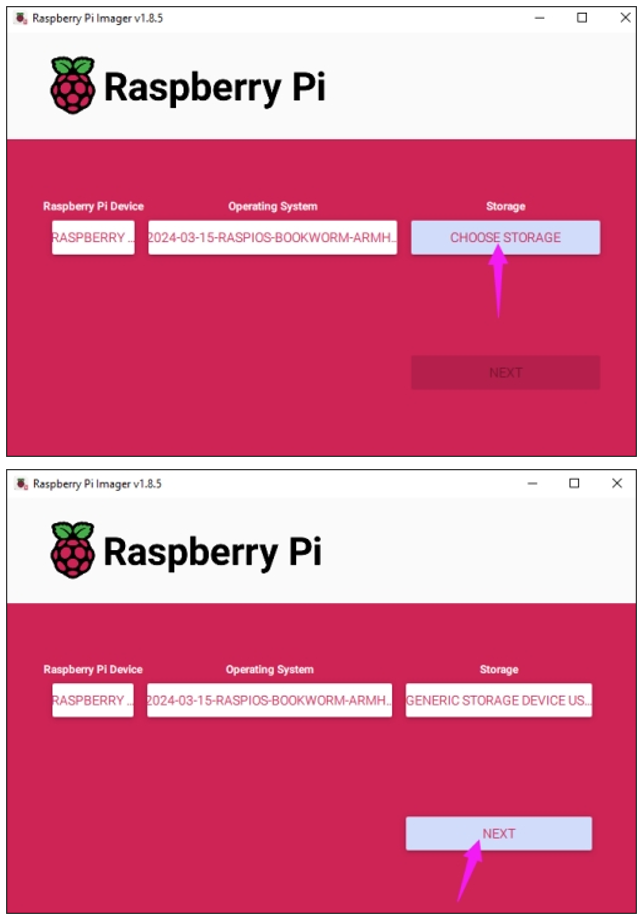 Raspberry Pi Imager v1.8.5
Raspberry Pi
Raspberry Pi Device Operating System Storage
RASPBERRY ... 2024-03-15-RASPIOS-BOOKWORM-ARMH... CHOOSE STORAGE
NEXT
Raspberry Pi Imager v1.8.5
Raspberry Pi
Raspberry Pi Device Operating System Storage
RASPBERRY ... 2024-03-15-RASPIOS-BOOKWORM-ARMH... GENERIC STORAGE DEVICE US...
NEXT